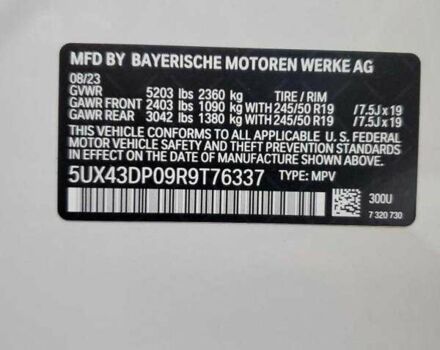 MFD BY BAYERISCHE MOTOREN WERKE AG
08/23
GVWR 5203 lbs 2360 kg TIRE / RIM
GAWR FRONT 2403 lbs 1090 kg WITH 245/50 R19 /7.5J x 19
GAWR REAR 3042 lbs 1380 kg WITH 245/50 R19 /7.5J x 19
THIS VEHICLE CONFORMS TO ALL APPLICABLE U. S. FEDERAL
MOTOR VEHICLE SAFETY AND THEFT PREVENTION STANDARDS IN
EFFECT ON THE DATE OF MANUFACTURE SHOWN ABOVE.
5UX43DP09R9T76337 TYPE: MPV
300U
7 320 730